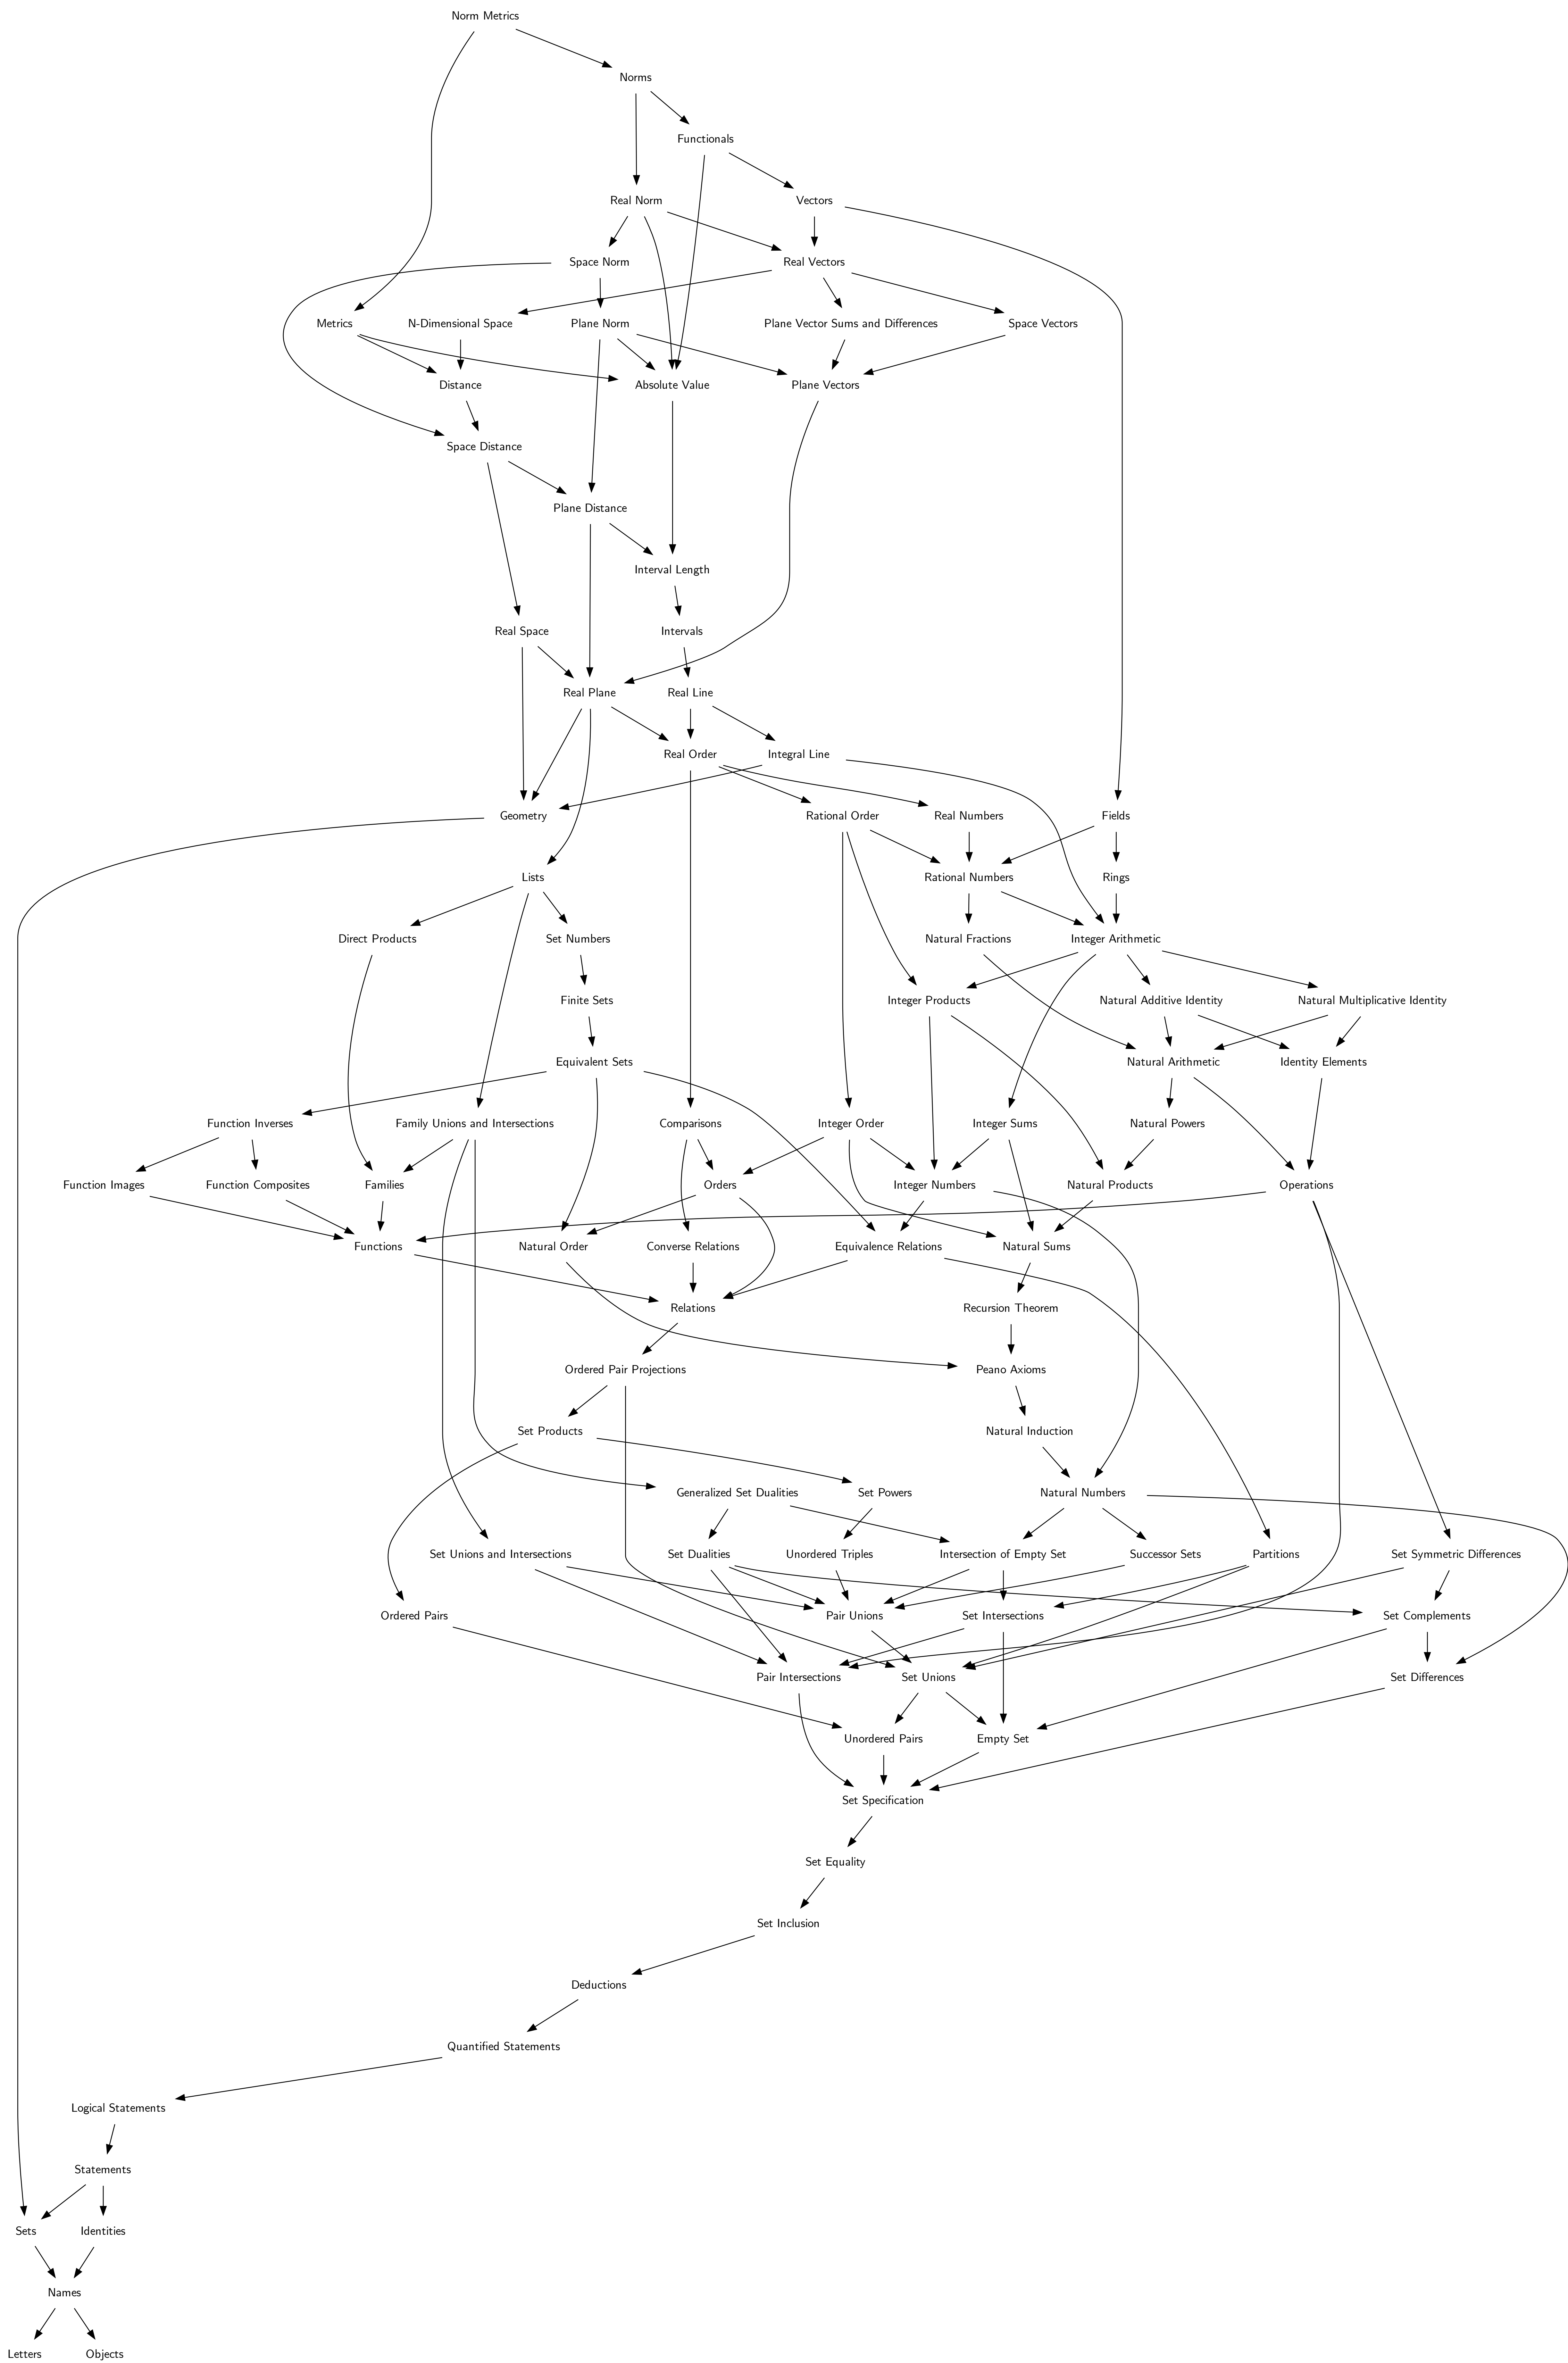 Norm Metrics
Norms
Functionals
Real Norm
Vectors
Space Norm
Real Vectors
Metrics
N-Dimensional Space
Plane Norm
Plane Vector Sums and Differences
Space Vectors
Distance
Absolute Value
Plane Vectors
Space Distance
Plane Distance
Interval Length
Real Space
Intervals
Real Plane
Real Line
Real Order
Integral Line
Geometry
Rational Order
Real Numbers
Fields
Lists
Rational Numbers
Rings
Direct Products
Set Numbers
Natural Fractions
Integer Arithmetic
Finite Sets
Integer Products
Natural Additive Identity
Natural Multiplicative Identity
Equivalent Sets
Natural Arithmetic
Identity Elements
Function Inverses
Family Unions and Intersections
Comparisons
Integer Order
Integer Sums
Natural Powers
Function Images
Function Composites
Families
Orders
Integer Numbers
Natural Products
Operations
Functions
Natural Order
Converse Relations
Equivalence Relations
Natural Sums
Relations
Recursion Theorem
Ordered Pair Projections
Peano Axioms
Set Products
Natural Induction
Generalized Set Dualities
Set Powers
Natural Numbers
Set Unions and Intersections
Set Dualities
Unordered Triples
Intersection of Empty Set
Successor Sets
Partitions
Set Symmetric Differences
Ordered Pairs
Pair Unions
Set Intersections
Set Complements
Pair Intersections
Set Unions
Set Differences
Unordered Pairs
Empty Set
Set Specification
Set Equality
Set Inclusion
Deductions
Quantified Statements
Logical Statements
Statements
Sets
Identities
Names
Letters
Objects